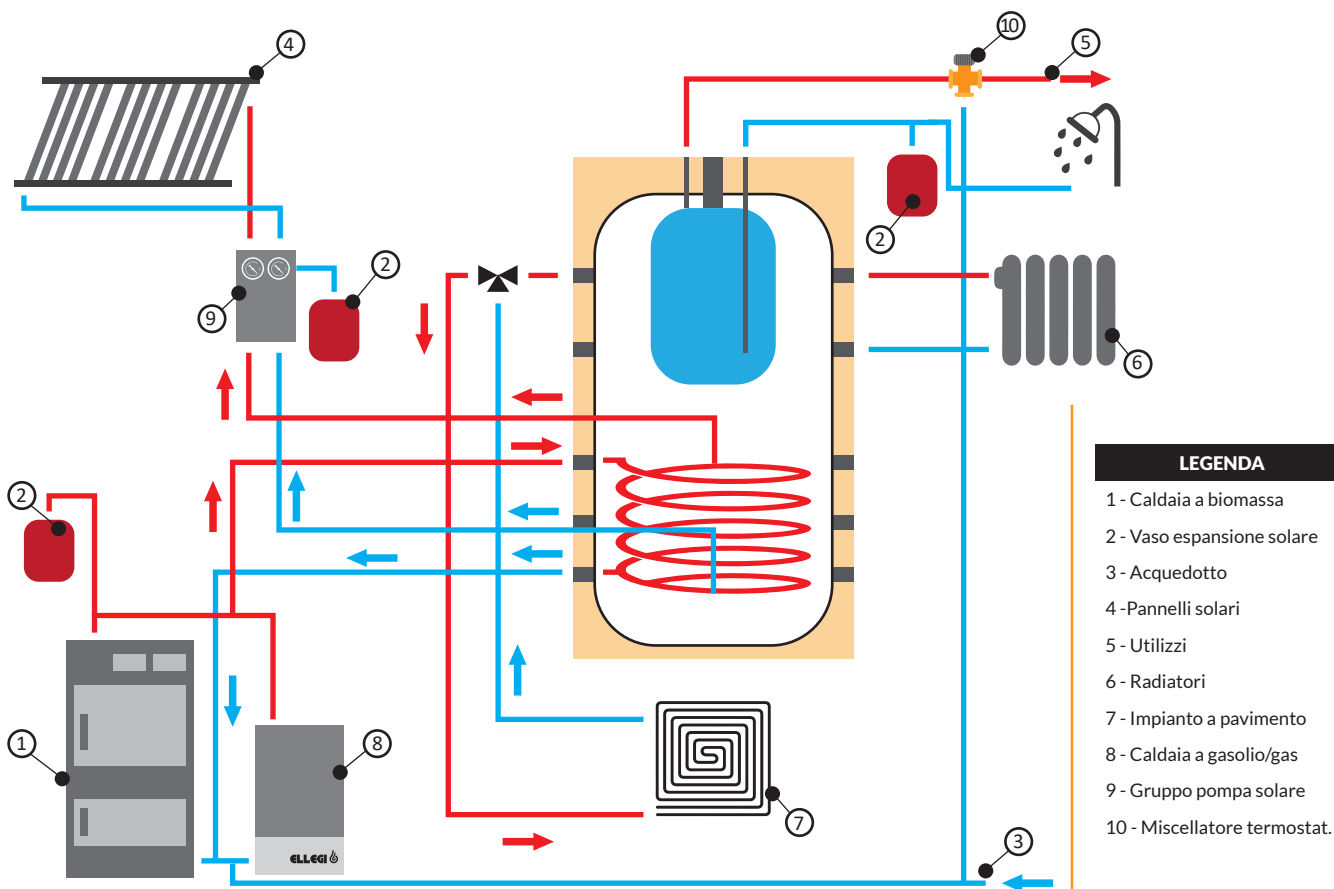 4
10
5
2
2
9
6
2
1
8
ELLEGI
7
3
LEGENDA
1 - Caldaia a biomassa
2 - Vaso espansione solare
3 - Acquedotto
4 -Pannelli solari
5 - Utilizzi
6 - Radiatori
7 - Impianto a pavimento
8 - Caldaia a gasolio/gas
9 - Gruppo pompa solare
10 - Miscellatore termostat.